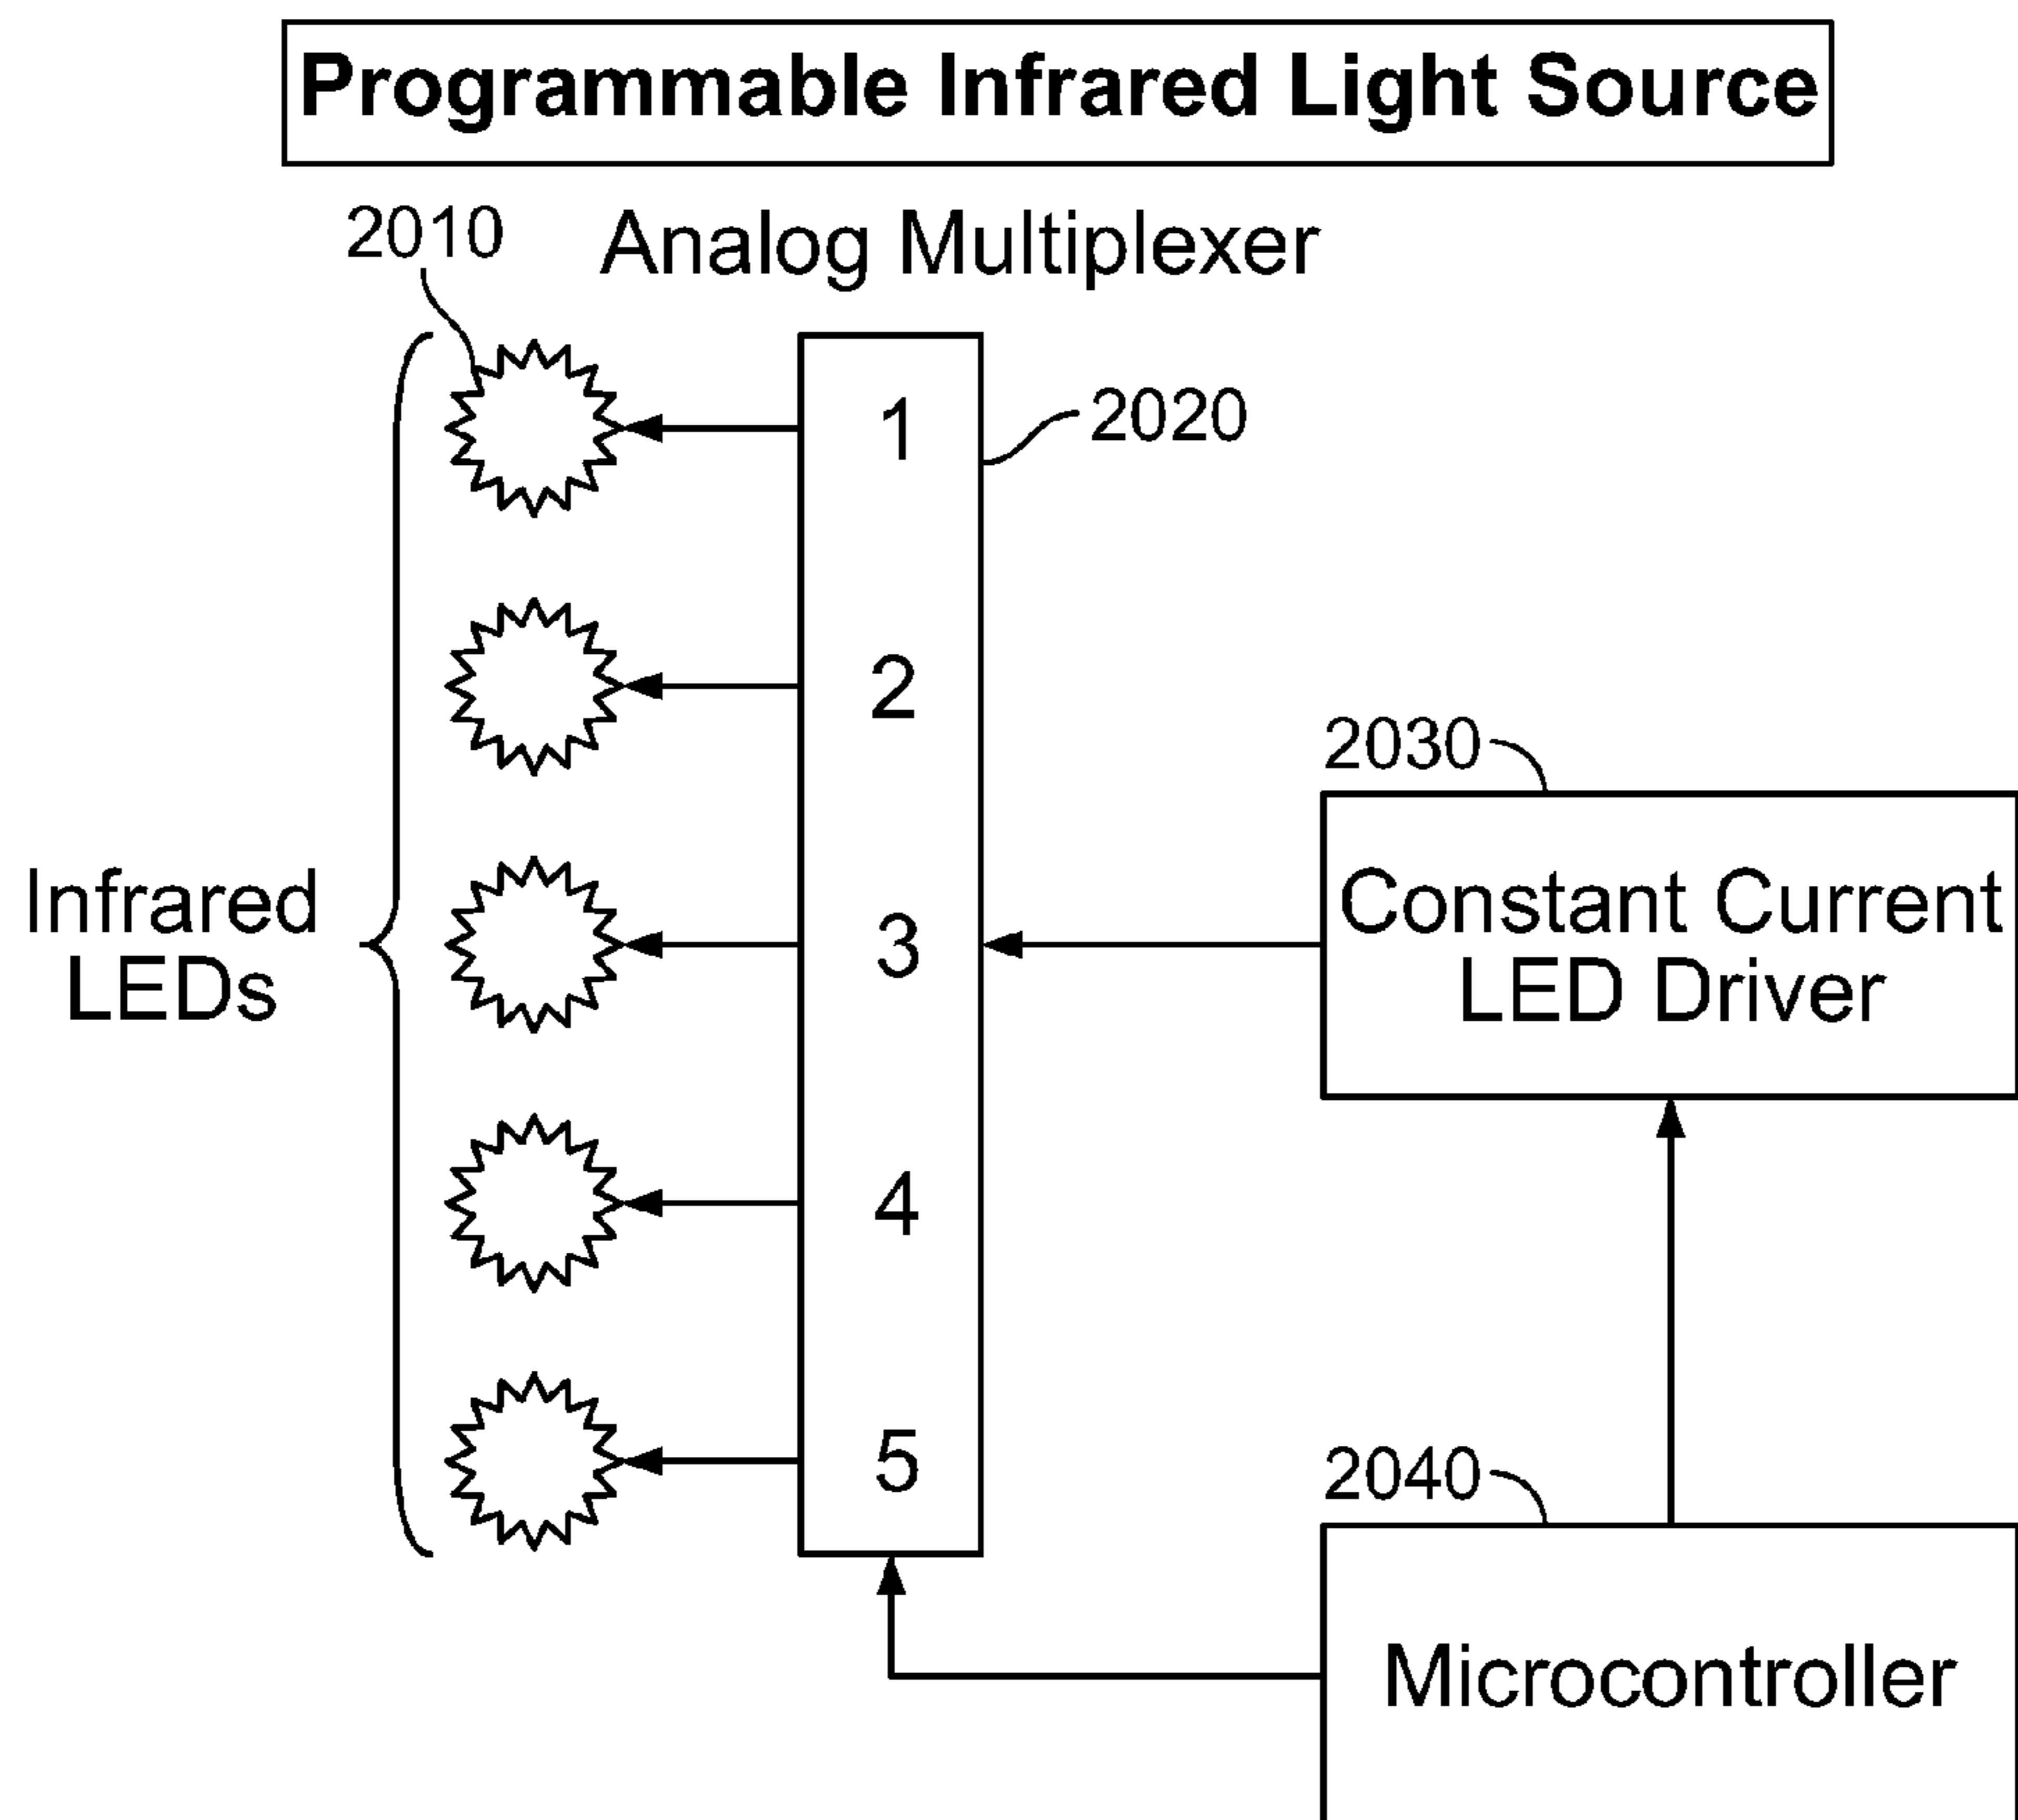 Programmable Infrared Light Source
2010
Analog Multiplexer
1
2020
2
2030
Infrared
LEDs
3
Constant Current
LED Driver
4
5
2040
Microcontroller